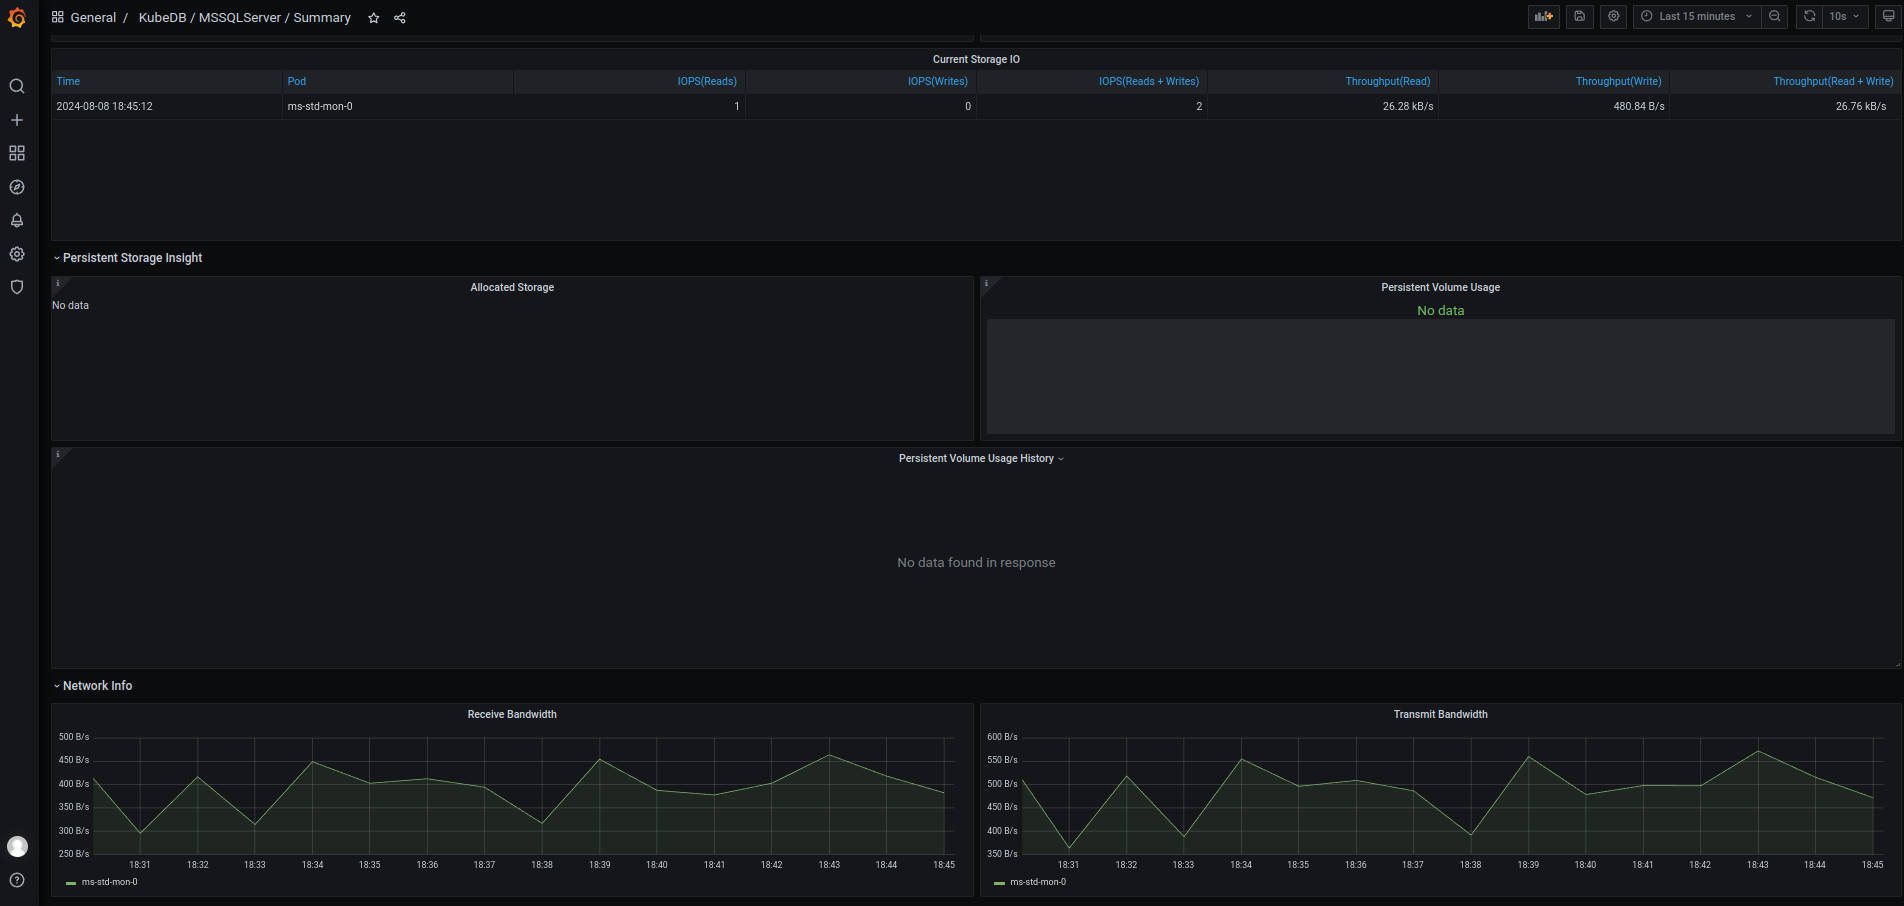 General / KubeDB / MSSQLServer / Summary
Last 15 minutes
10s
Current Storage IO
Time Pod IOPS(Reads) IOPS(Writes) IOPS(Reads + Writes) Throughput(Read) Throughput(Write) Throughput(Read + Write)
2024-08-08 18:45:12 ms-std-mon-0 1 0 2 26.28 kB/s 480.84 B/s 26.76 kB/s
Persistent Storage Insight
i
Allocated Storage
No data
i
Persistent Volume Usage
No data
i
Persistent Volume Usage History
No data found in response
Network Info
Receive Bandwidth
500 B/s
450 B/s
400 B/s
350 B/s
300 B/s
250 B/s
18:31 18:32 18:33 18:34 18:35 18:36 18:37 18:38 18:39 18:40 18:41 18:42 18:43 18:44 18:45
ms-std-mon-0
Transmit Bandwidth
600 B/s
550 B/s
500 B/s
450 B/s
400 B/s
350 B/s
18:31 18:32 18:33 18:34 18:35 18:36 18:37 18:38 18:39 18:40 18:41 18:42 18:43 18:44 18:45
ms-std-mon-0